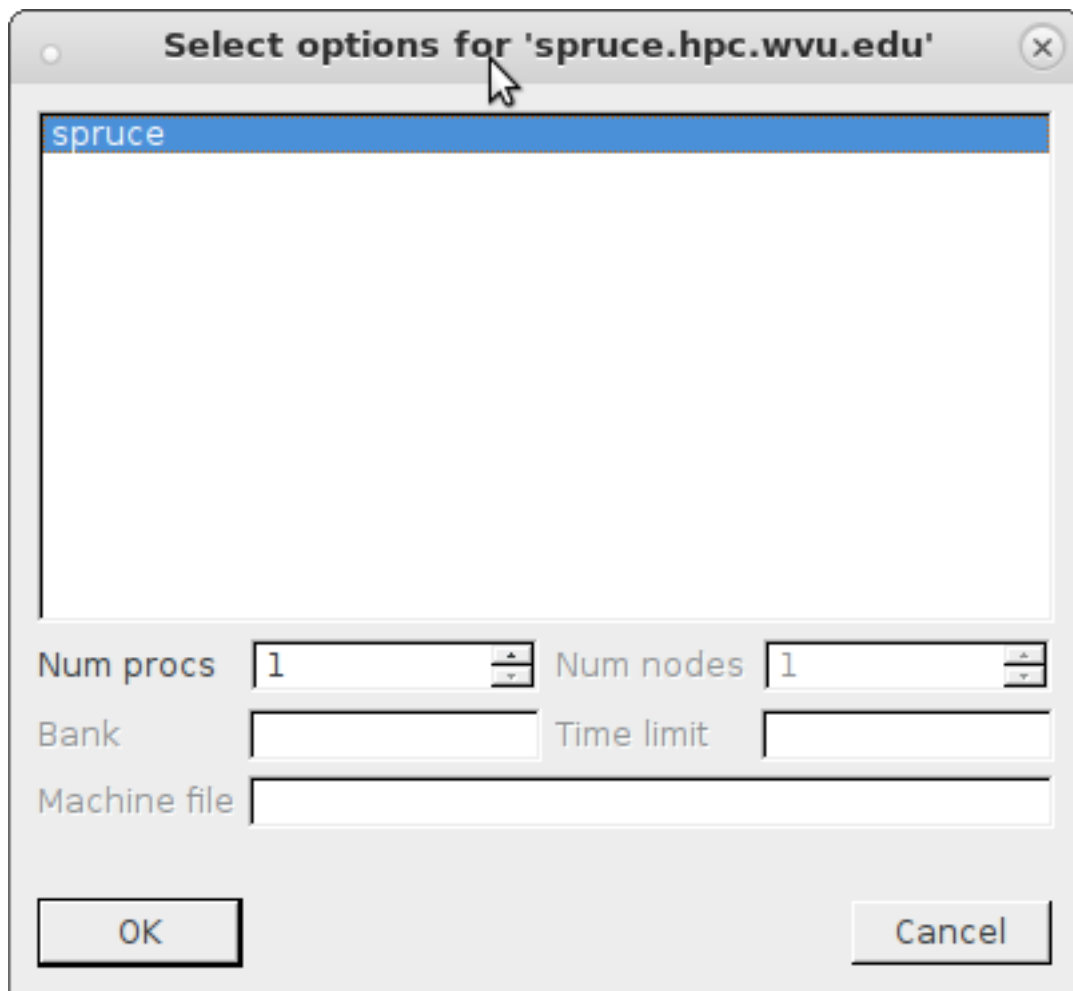 Select options for 'spruce.hpc.wvu.edu'
spruce
Num procs 1 Num nodes 1
Bank Time limit
Machine file
OK Cancel